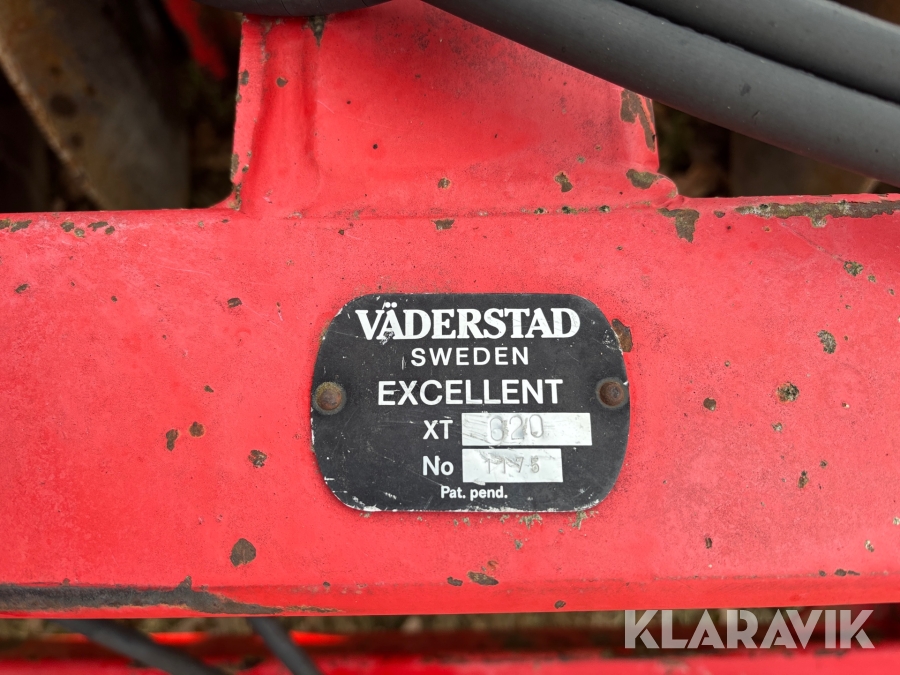 VÄDERSTAD
SWEDEN
EXCELLENT
XT 620
No 1175
Pat. pend.
KLARAVIK